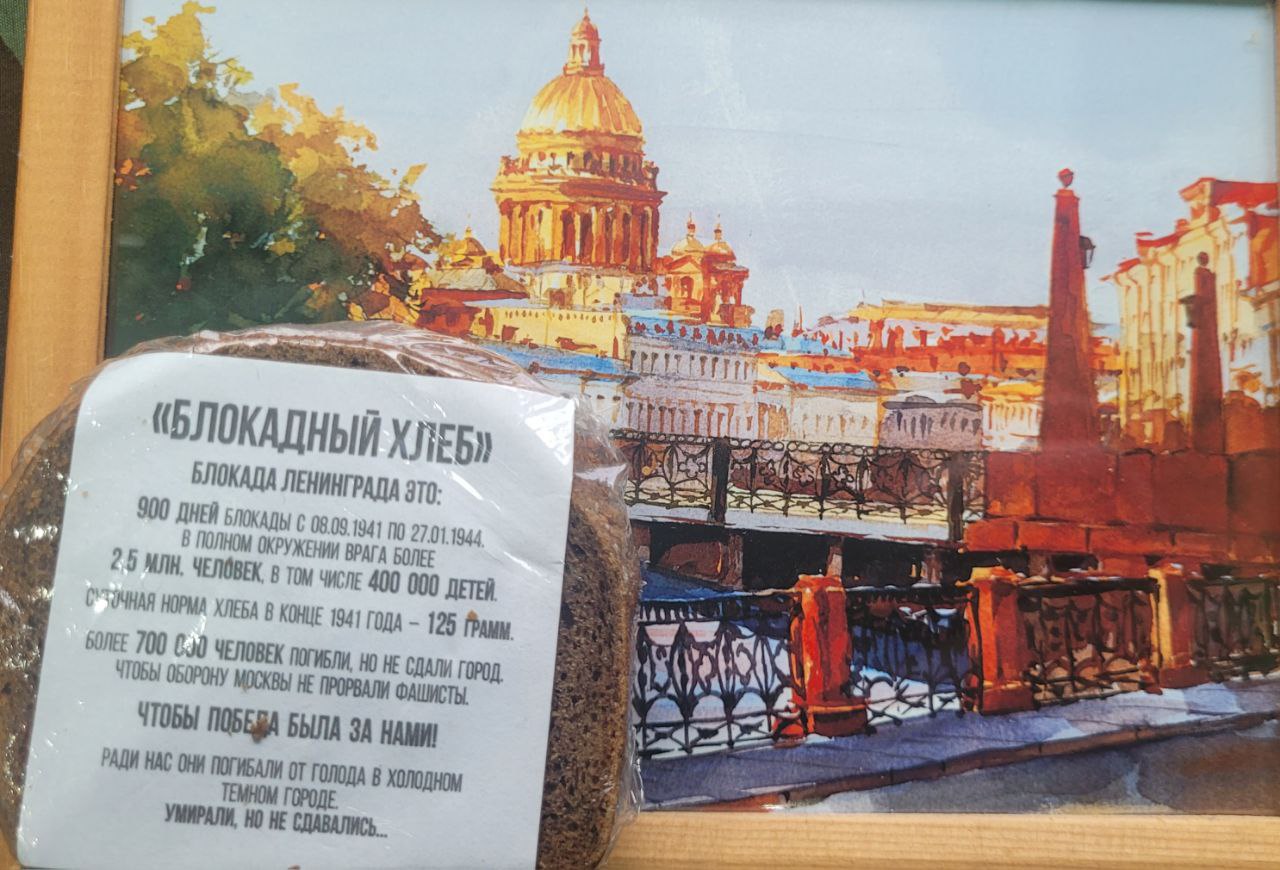 «БЛОКАДНЫЙ ХЛЕБ»
БЛОКАДА ЛЕНИНГРАДА ЭТО:
900 ДНЕЙ БЛОКАДЫ С 08.09.1941 ПО 27.01.1944.
В ПОЛНОМ ОКРУЖЕНИИ ВРАГА БОЛЕЕ
2,5 МЛН. ЧЕЛОВЕК, В ТОМ ЧИСЛЕ 400 000 ДЕТЕЙ.
СУТОЧНАЯ НОРМА ХЛЕБА В КОНЦЕ 1941 ГОДА – 125 ГРАММ.
БОЛЕЕ 700 000 ЧЕЛОВЕК ПОГИБЛИ, НО НЕ СДАЛИ ГОРОД.
ЧТОБЫ ОБОРОНУ МОСКВЫ НЕ ПРОРВАЛИ ФАШИСТЫ.
ЧТОБЫ ПОБЕДА БЫЛА ЗА НАМИ!
РАДИ НАС ОНИ ПОГИБАЛИ ОТ ГОЛОДА В ХОЛОДНОМ
ТЕМНОМ ГОРОДЕ.
УМИРАЛИ, НО НЕ СДАВАЛИСЬ...